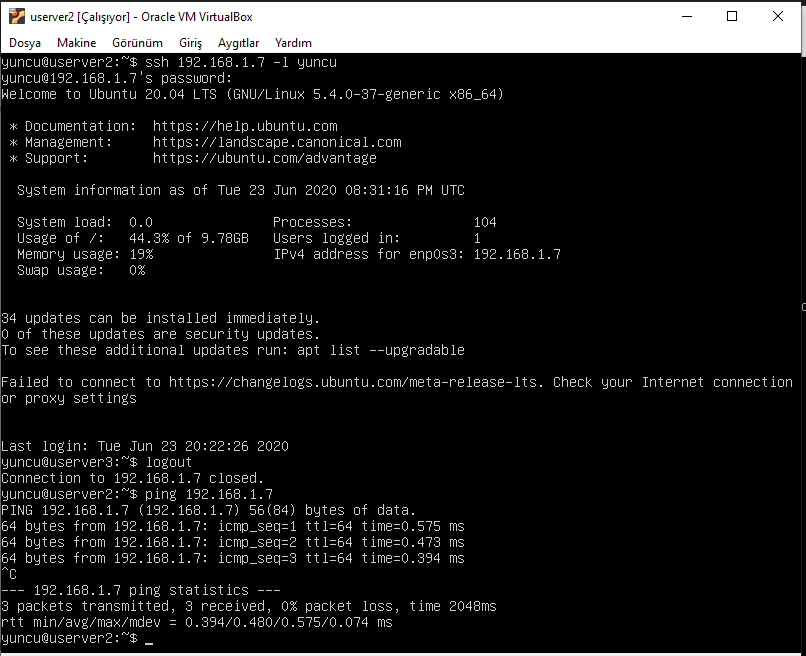 userver2 [Çalışıyor] - Oracle VM VirtualBox
Dosya Makine Görünüm Giriş Aygıtlar Yardım
yuncu@userver2:~$ ssh 192.168.1.7 -l yuncu
yuncu@192.168.1.7's password:
Welcome to Ubuntu 20.04 LTS (GNU/Linux 5.4.0-37-generic x86_64)
* Documentation: https://help.ubuntu.com
* Management: https://landscape.canonical.com
* Support: https://ubuntu.com/advantage
System information as of Tue 23 Jun 2020 08:31:16 PM UTC
System load: 0.0 Processes: 104
Usage of /: 44.3% of 9.78GB Users logged in: 1
Memory usage: 19% IPv4 address for enp0s3: 192.168.1.7
Swap usage: 0%
34 updates can be installed immediately.
0 of these updates are security updates.
To see these additional updates run: apt list --upgradable
Failed to connect to https://changelogs.ubuntu.com/meta-release-lts. Check your Internet connection
or proxy settings
Last login: Tue Jun 23 20:22:26 2020
yuncu@userver3:~$ logout
Connection to 192.168.1.7 closed.
yuncu@userver2:~$ ping 192.168.1.7
PING 192.168.1.7 (192.168.1.7) 56(84) bytes of data.
64 bytes from 192.168.1.7: icmp_seq=1 ttl=64 time=0.575 ms
64 bytes from 192.168.1.7: icmp_seq=2 ttl=64 time=0.473 ms
64 bytes from 192.168.1.7: icmp_seq=3 ttl=64 time=0.394 ms
^C
--- 192.168.1.7 ping statistics ---
3 packets transmitted, 3 received, 0% packet loss, time 2048ms
rtt min/avg/max/mdev = 0.394/0.480/0.575/0.074 ms
yuncu@userver2:~$ _